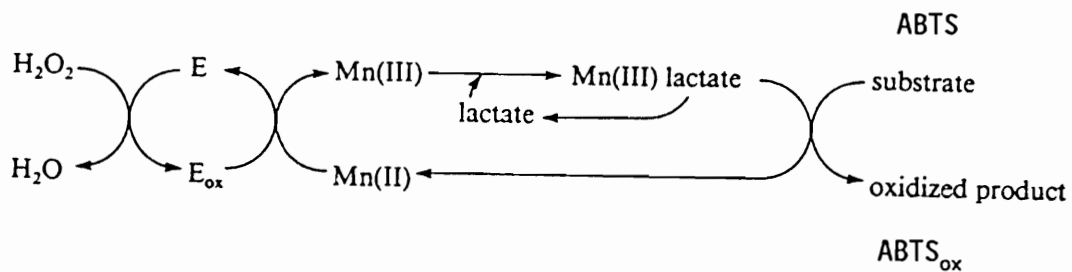 ABTS
H₂O₂ E Mn(III) Mn(III) lactate substrate
lactate
H₂O Eₒₓ Mn(II) oxidized product
ABTSₒₓ